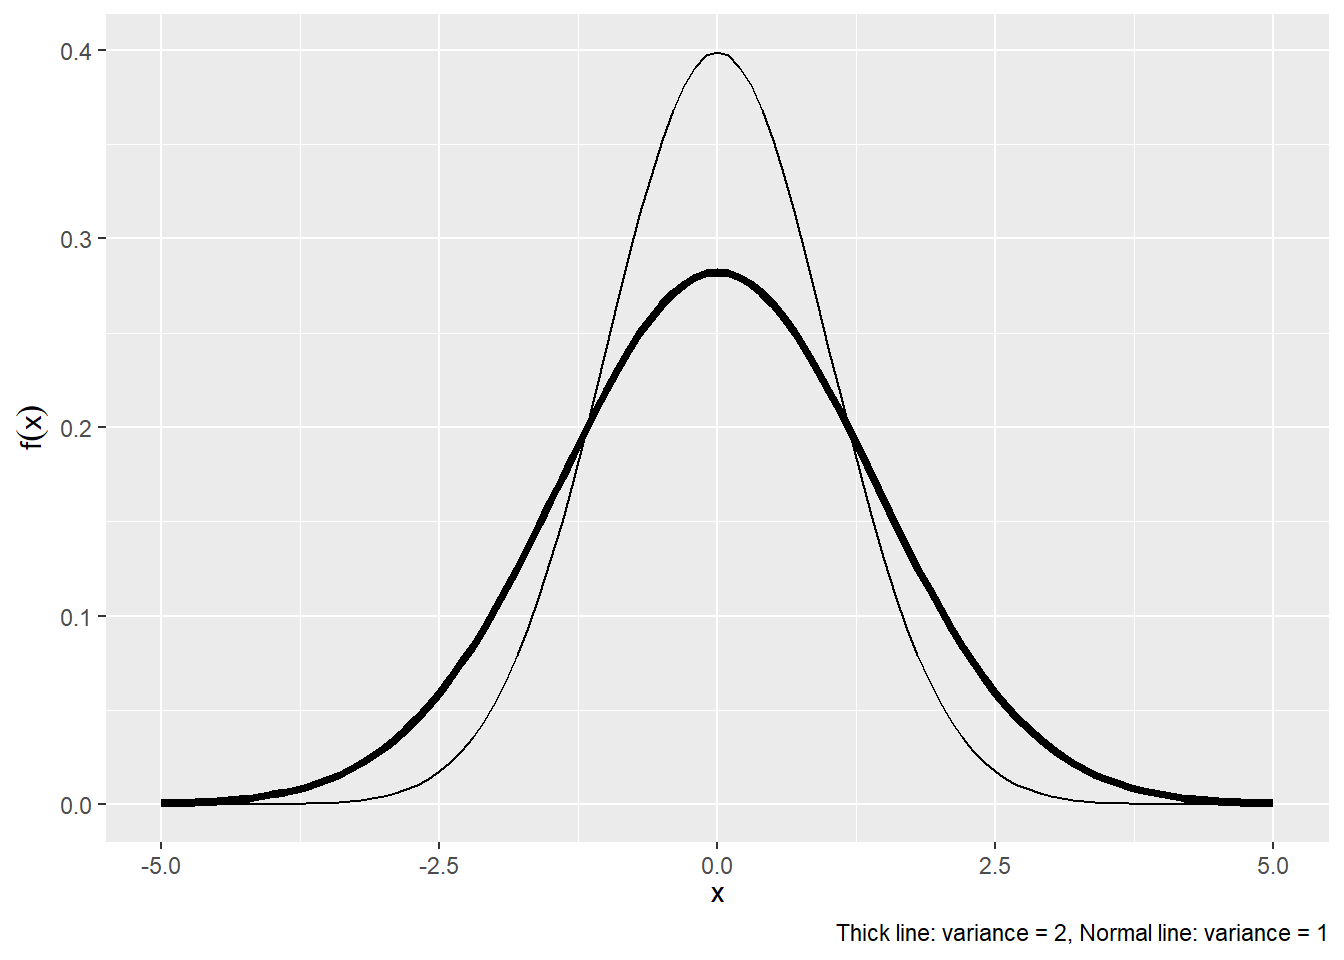 0.4
0.3
0.2
0.1
0.0
f(x)
-5.0 -2.5 0.0 2.5 5.0
x
Thick line: variance = 2, Normal line: variance = 1